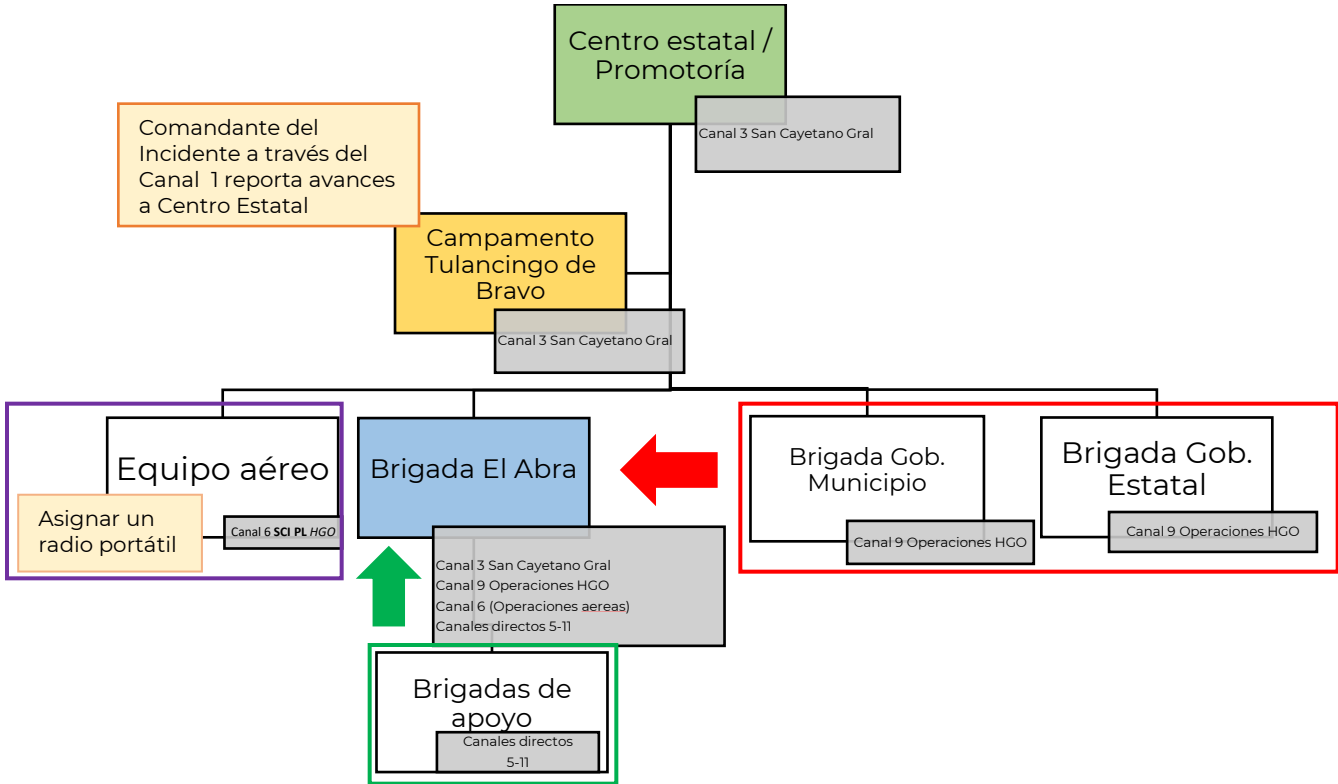 Centro estatal /
Promotoría
Canal 3 San Cayetano Gral
Comandante del
Incidente a través del
Canal 1 reporta avances
a Centro Estatal
Campamento
Tulancingo de
Bravo
Canal 3 San Cayetano Gral
Equipo aéreo
Asignar un
radio portátil
Canal 6 SCI PL HGO
Brigada El Abra
Canal 3 San Cayetano Gral
Canal 9 Operaciones HGO
Canal 6 (Operaciones aereas)
Canales directos 5-11
Brigada Gob.
Municipio
Canal 9 Operaciones HGO
Brigada Gob.
Estatal
Canal 9 Operaciones HGO
Brigadas de
apoyo
Canales directos
5-11